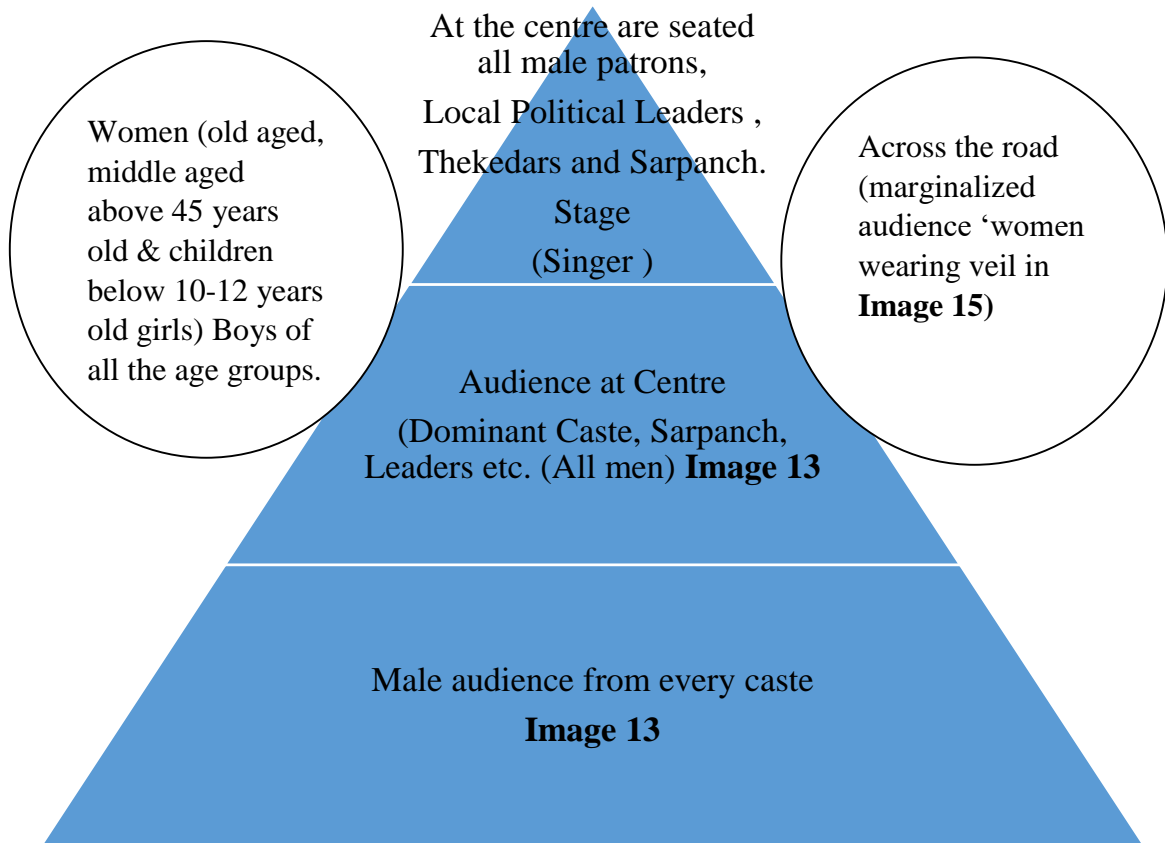 At the centre are seated
all male patrons,
Local Political Leaders ,
Thekedars and Sarpanch.
Stage
(Singer )
Women (old aged,
middle aged
above 45 years
old & children
below 10-12 years
old girls) Boys of
all the age groups.
Across the road
(marginalized
audience ‘women
wearing veil in
Image 15)
Audience at Centre
(Dominant Caste, Sarpanch,
Leaders etc. (All men) Image 13
Male audience from every caste
Image 13